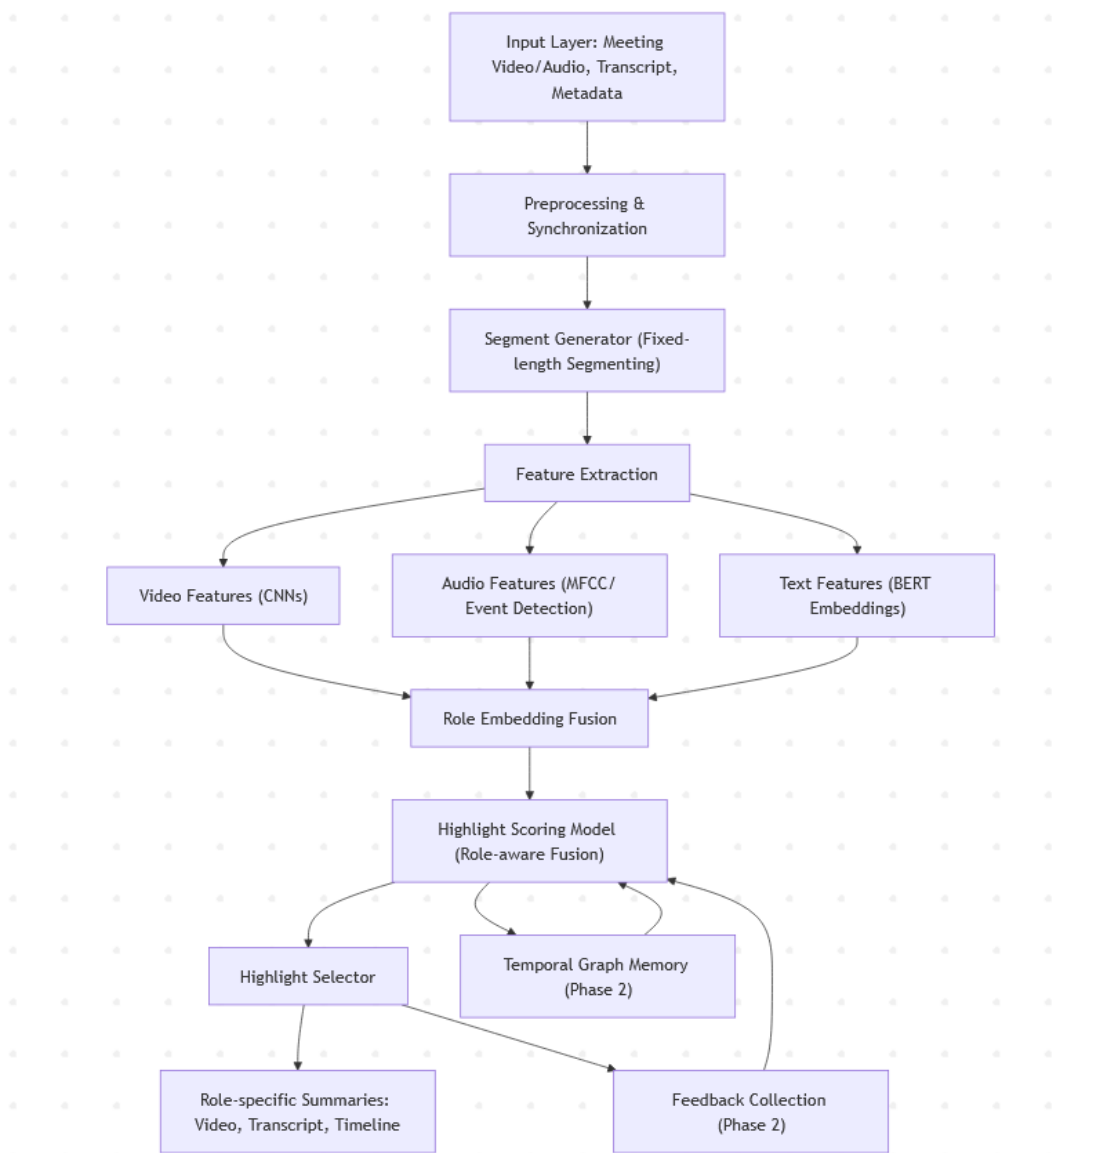 Input Layer: Meeting
Video/Audio, Transcript,
Metadata
Preprocessing &
Synchronization
Segment Generator (Fixed-
length Segmenting)
Feature Extraction
Video Features (CNNs)
Audio Features (MFCC/
Event Detection)
Text Features (BERT
Embeddings)
Role Embedding Fusion
Highlight Scoring Model
(Role-aware Fusion)
Highlight Selector
Temporal Graph Memory
(Phase 2)
Role-specific Summaries:
Video, Transcript, Timeline
Feedback Collection
(Phase 2)